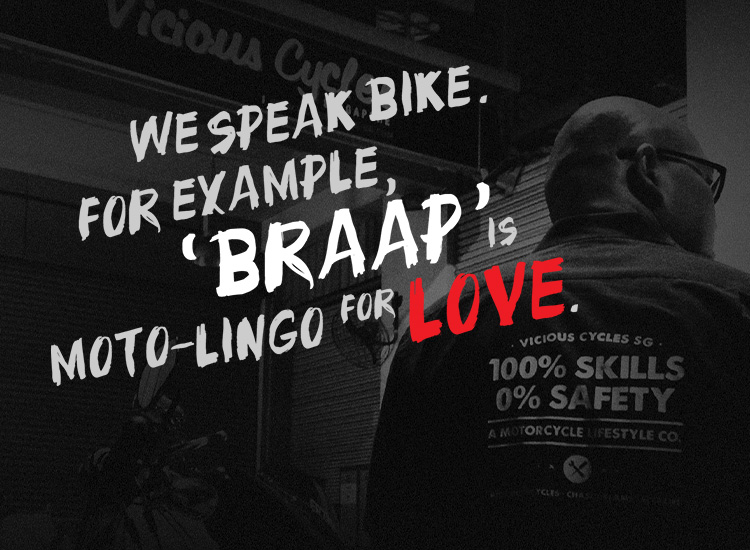 Vicious Cycle
WE SPEAK BIKE.
FOR EXAMPLE,
‘BRAAP’ IS
MOTO-LINGO FOR LOVE.
· VICIOUS CYCLES SG ·
100% SKILLS
0% SAFETY
A MOTORCYCLE LIFESTYLE CO.